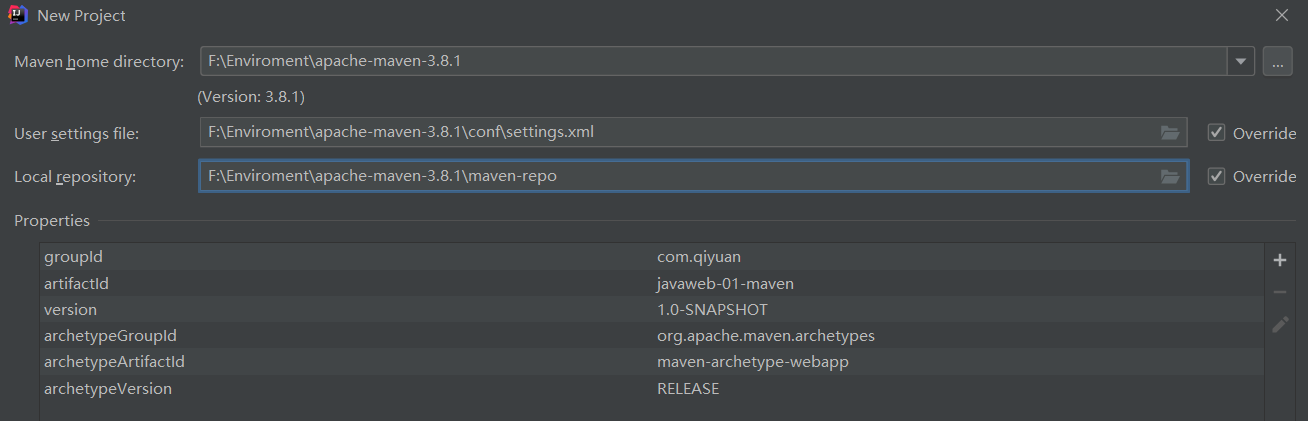 New Project
Maven home directory: F:\Enviroment\apache-maven-3.8.1 ...
(Version: 3.8.1)
User settings file: F:\Enviroment\apache-maven-3.8.1\conf\settings.xml Override
Local repository: F:\Enviroment\apache-maven-3.8.1\maven-repo Override
Properties
groupId com.qiyuan
artifactId javaweb-01-maven
version 1.0-SNAPSHOT
archetypeGroupId org.apache.maven.archetypes
archetypeArtifactId maven-archetype-webapp
archetypeVersion RELEASE